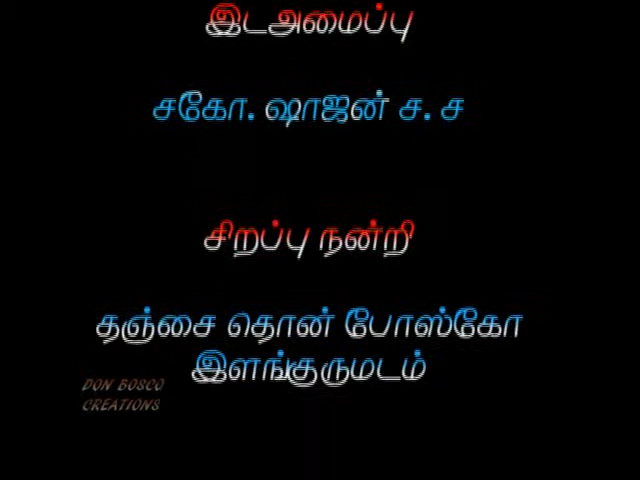 இடஅமைப்பு
சகோ. ஷாஜன் ச. ச
சிறப்பு நன்றி
தஞ்சை தொன் போஸ்கோ
இளங்குருமடம்
DON BOSCO
CREATIONS